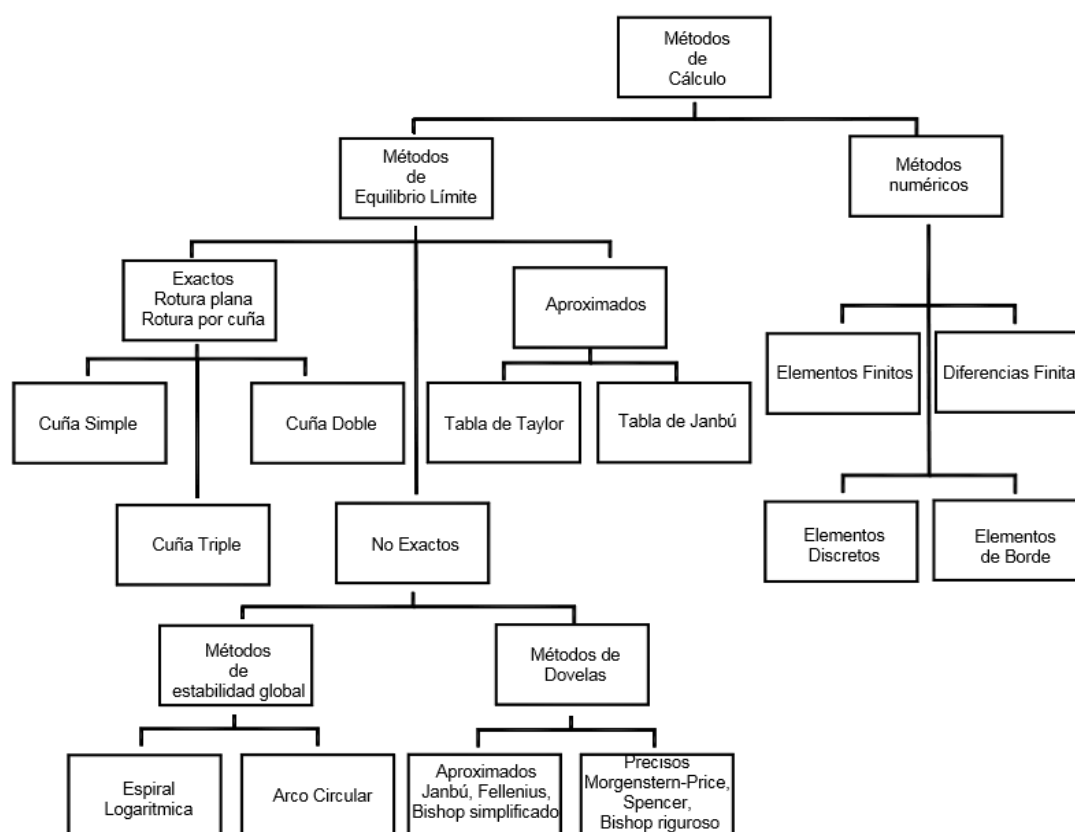 Métodos
de
Cálculo
Métodos
de
Equilibrio Límite
Métodos
numéricos
Exactos
Rotura plana
Rotura por cuña
Aproximados
Elementos Finitos
Diferencias Finita
Cuña Simple
Cuña Doble
Tabla de Taylor
Tabla de Janbú
Cuña Triple
No Exactos
Elementos
Discretos
Elementos
de Borde
Métodos
de
estabilidad global
Métodos de
Dovelas
Espiral
Logaritmica
Arco Circular
Aproximados
Janbú, Fellenius,
Bishop simplificado
Precisos
Morgenstern-Price,
Spencer,
Bishop riguroso